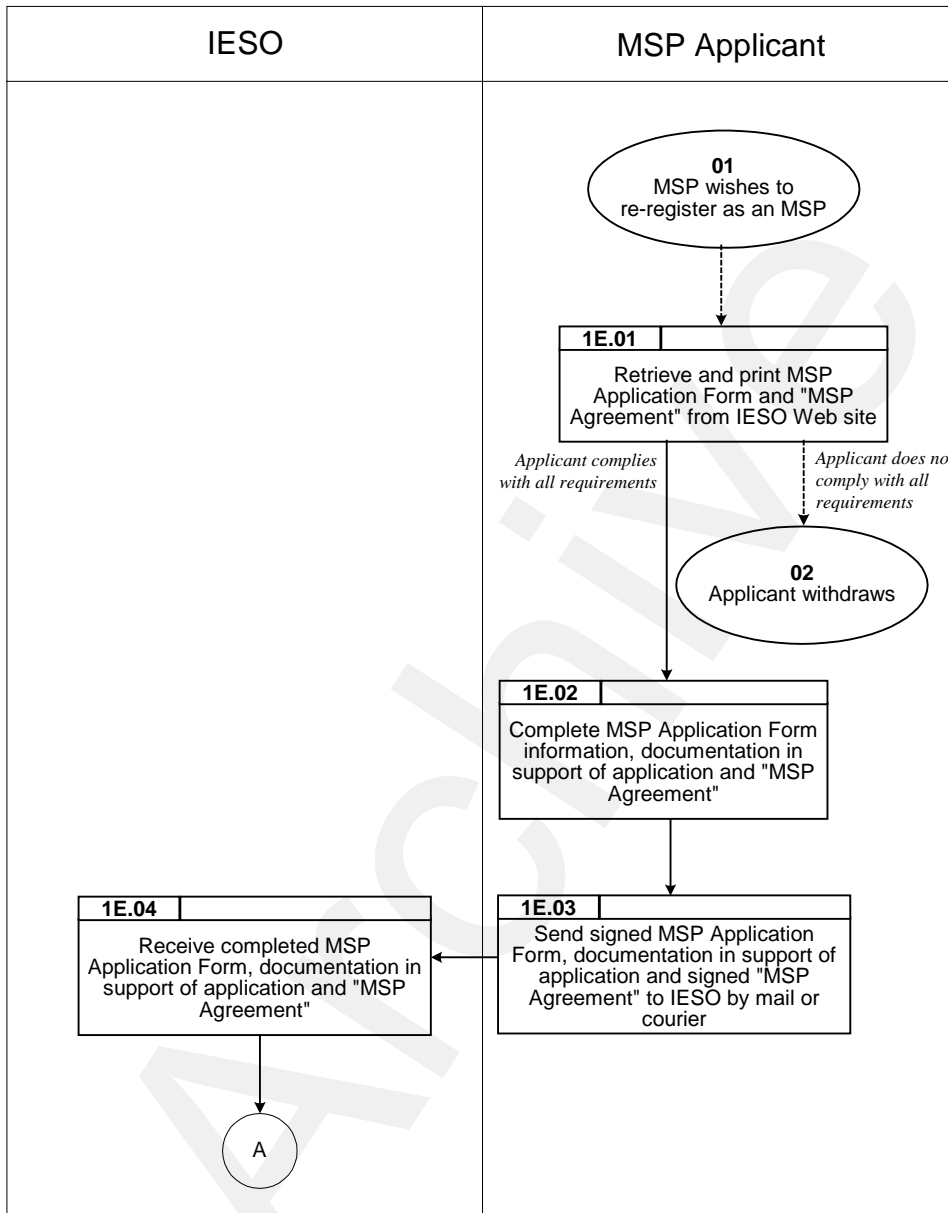 IESO
MSP Applicant
01
MSP wishes to
re-register as an MSP
1E.01
Retrieve and print MSP
Application Form and "MSP
Agreement" from IESO Web site
Applicant complies
with all requirements
Applicant does no
comply with all
requirements
02
Applicant withdraws
1E.02
Complete MSP Application Form
information, documentation in
support of application and "MSP
Agreement"
1E.03
Send signed MSP Application
Form, documentation in support of
application and signed "MSP
Agreement" to IESO by mail or
courier
1E.04
Receive completed MSP
Application Form, documentation in
support of application and "MSP
Agreement"
A
Archive